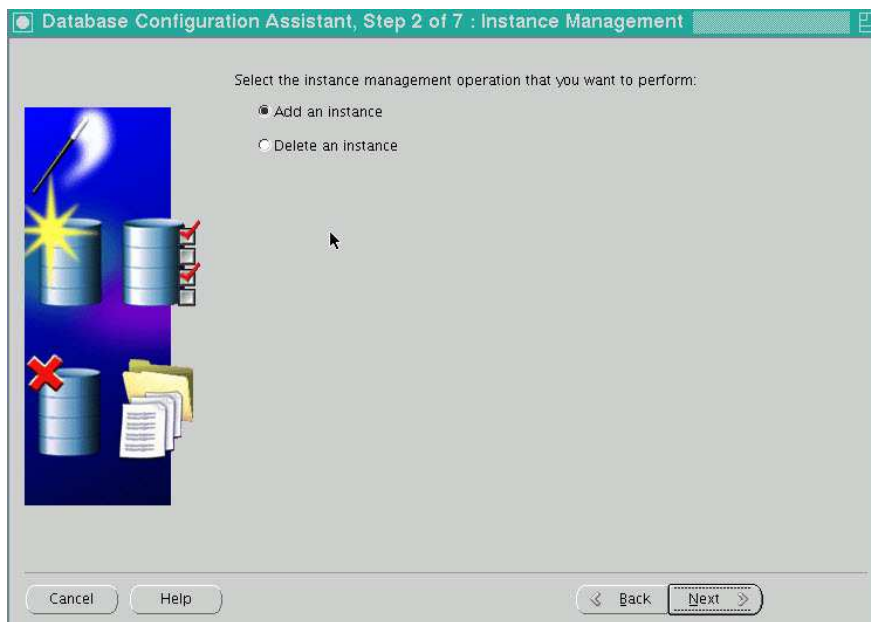 Database Configuration Assistant, Step 2 of 7 : Instance Management
Select the instance management operation that you want to perform:
Add an instance
Delete an instance
Cancel
Help
Back
Next